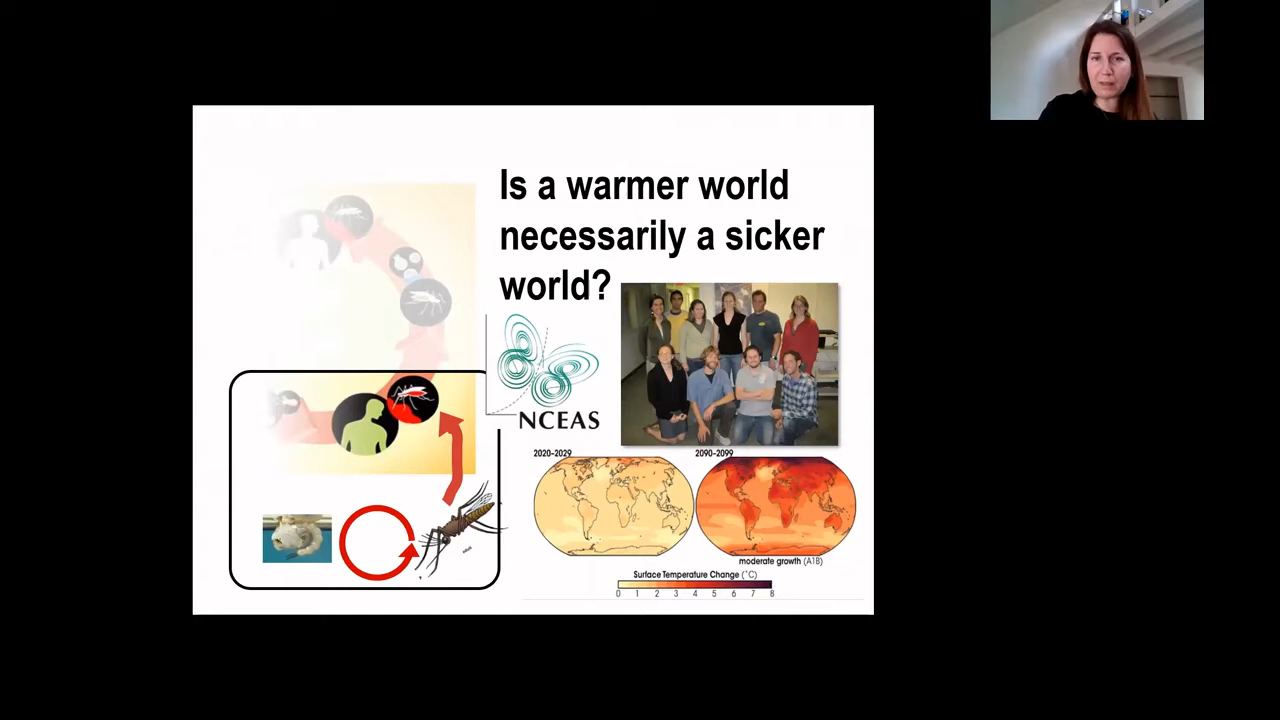 Is a warmer world
necessarily a sicker
world?
NCEAS
2020-2029
2090-2099
moderate growth (A1B)
Surface Temperature Change (°C)
0 1 2 3 4 5 6 7 8